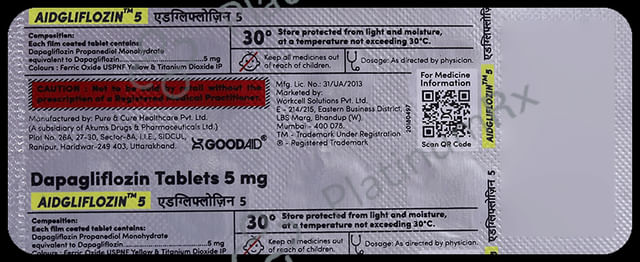 AIDGLIFLOZIN™ 5 एडग्लिफ्लोज़िन 5
Composition:
Each film coated tablet contains:
Dapagliflozin Propanediol Monohydrate
equivalent to Dapagliflozin...............................5 mg
Colours : Ferric Oxide USPNF Yellow & Titanium Dioxide IP
30° Store protected from light and moisture,
at a temperature not exceeding 30°C.
Keep all medicines out
of reach of children.
Dosage: As directed by physician.
CAUTION : Not to be sold by retail without the
prescription of a Registered Medical Practitioner.
Manufactured by: Pure & Cure Healthcare Pvt. Ltd.
(A subsidiary of Akums Drugs & Pharmaceuticals Ltd.)
Plot No. 26A, 27-30, Sector-8A, I.I.E., SIDCUL,
Ranipur, Haridwar-249 403, Uttarakhand.
GOODAID®
Mfg. Lic. No.: 31/UA/2013
Marketed by:
Workcell Solutions Pvt. Ltd.
E - 214/215, Eastern Business District,
LBS Marg, Bhandup (W),
Mumbai - 400 078.
TM - Trademark Under Registration
® - Registered Trademark
20180497
For Medicine
Information
Scan QR Code
AIDGLIFLOZIN™ 5 एडग्लिफ्लोज़िन 5
Dapagliflozin Tablets 5 mg
AIDGLIFLOZIN™ 5 एडग्लिफ्लोज़िन 5
Composition:
Each film coated tablet contains:
Dapagliflozin Propanediol Monohydrate
equivalent to Dapagliflozin...............................5 mg
Colours : Ferric Oxide USPNF Yellow & Titanium Dioxide IP
30° Store protected from light and moisture,
at a temperature not exceeding 30°C.
Keep all medicines out
of reach of children.
Dosage: As directed by physician.
एडग्लिफ्लोज़िन 5